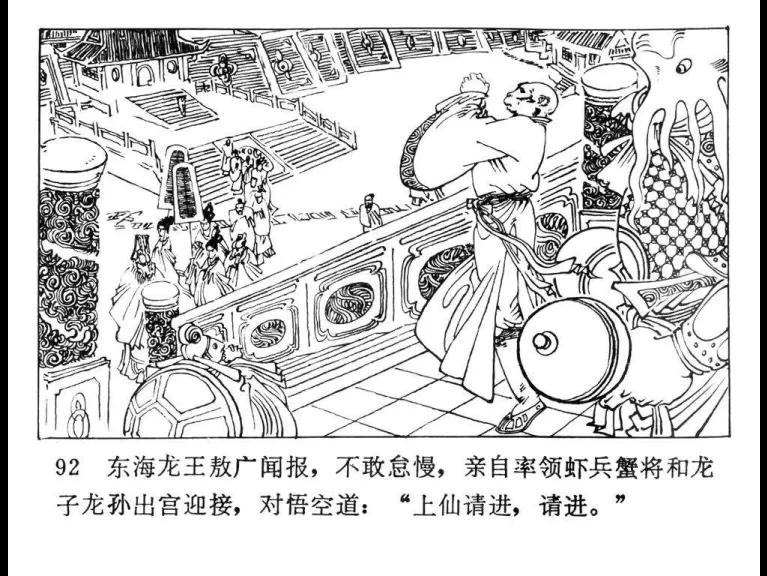 92 东海龙王敖广闻报，不敢怠慢，亲自率领虾兵蟹将和龙
子龙孙出宫迎接，对悟空道：“上仙请进，请进。”